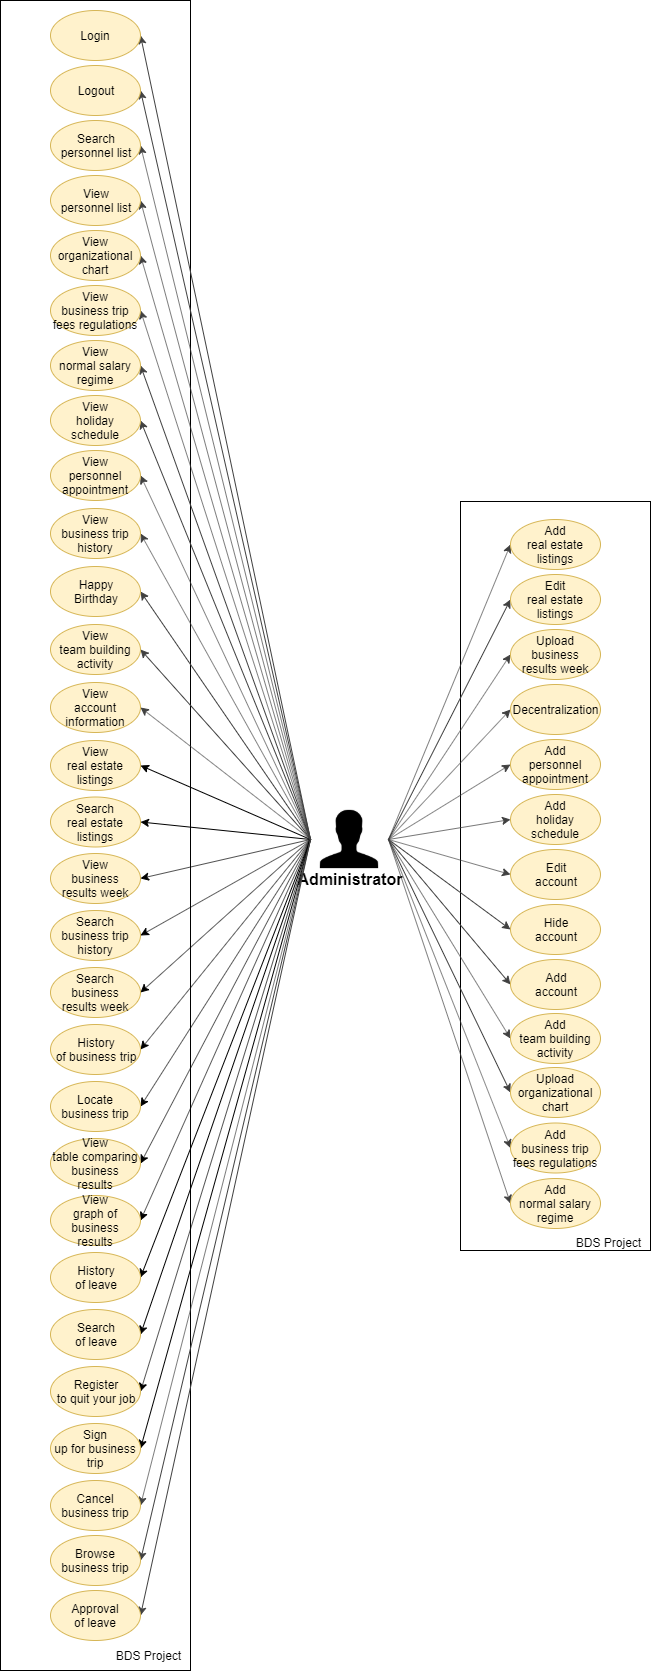 Login
Logout
Search
personnel list
View
personnel list
View
organizational
chart
View
business trip
fees regulations
View
normal salary
regime
View
holiday
schedule
View
personnel
appointment
View
business trip
history
Happy
Birthday
View
team building
activity
View
account
information
View
real estate
listings
Search
real estate
listings
View
business
results week
Search
business trip
history
Search
business
results week
History
of business trip
Locate
business trip
View
table comparing
business
results
View
graph of
business
results
History
of leave
Search
of leave
Register
to quit your job
Sign
up for business
trip
Cancel
business trip
Browse
business trip
Approval
of leave
BDS Project
Administrator
Add
real estate
listings
Edit
real estate
listings
Upload
business
results week
Decentralization
Add
personnel
appointment
Add
holiday
schedule
Edit
account
Hide
account
Add
account
Add
team building
activity
Upload
organizational
chart
Add
business trip
fees regulations
Add
normal salary
regime
BDS Project